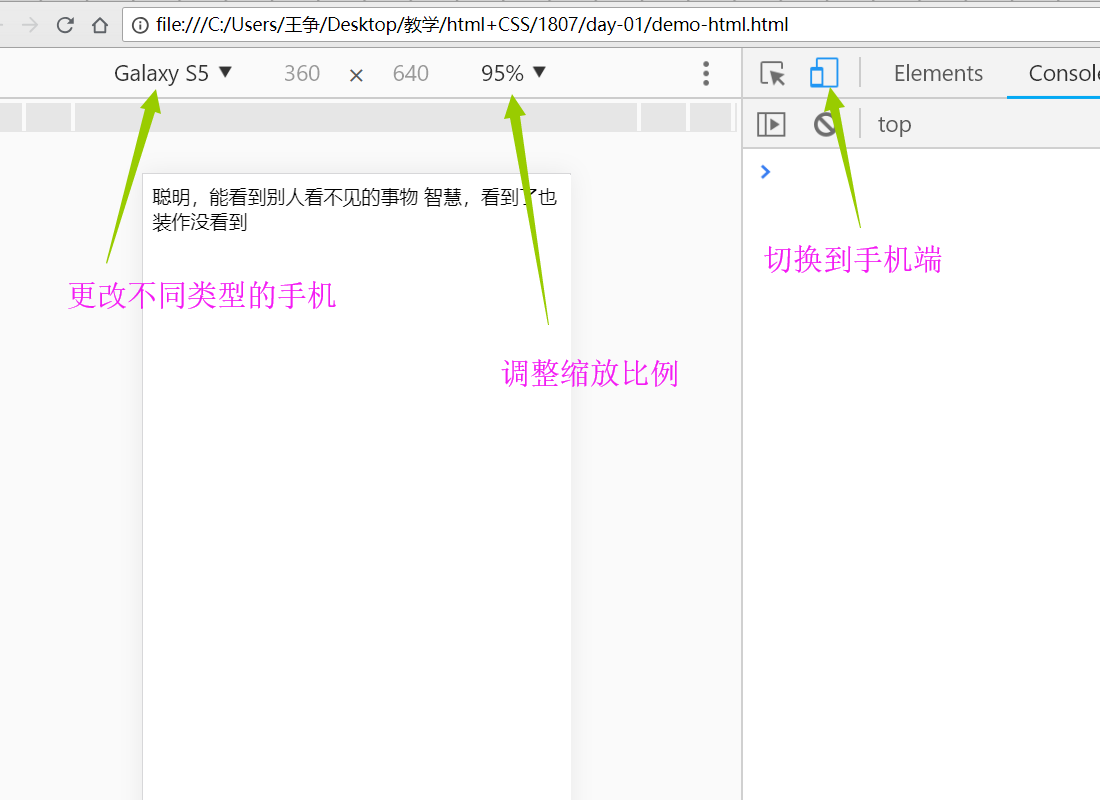 file:///C:/Users/王争/Desktop/教学/html+CSS/1807/day-01/demo-html.html
Galaxy S5 360 × 640 95% Elements Console
top
聪明，能看到别人看不见的事物 智慧，看到了也
装作没看到
切换到手机端
更改不同类型的手机
调整缩放比例